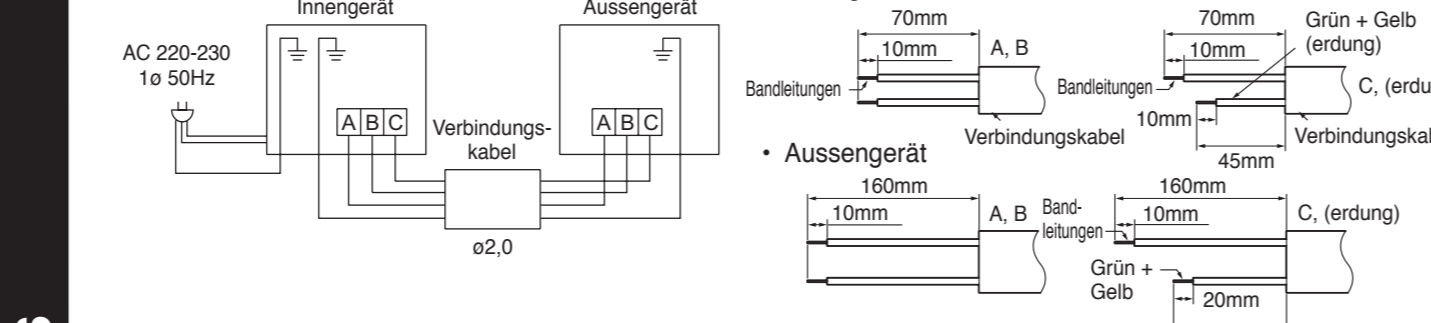 Innengerät
Aussengerät
AC 220-230
1ø 50Hz
A B C
A B C
Verbindungs-
kabel
ø2,0
70mm
10mm
A, B
Bandleitungen
Verbindungskabel
70mm
Grün + Gelb
(erdung)
10mm
Bandleitungen
C, (erdu
10mm
Verbindungskal
45mm
• Aussengerät
160mm
10mm
A, B
160mm
Band-
leitungen
10mm
C, (erdung)
Grün +
Gelb
20mm